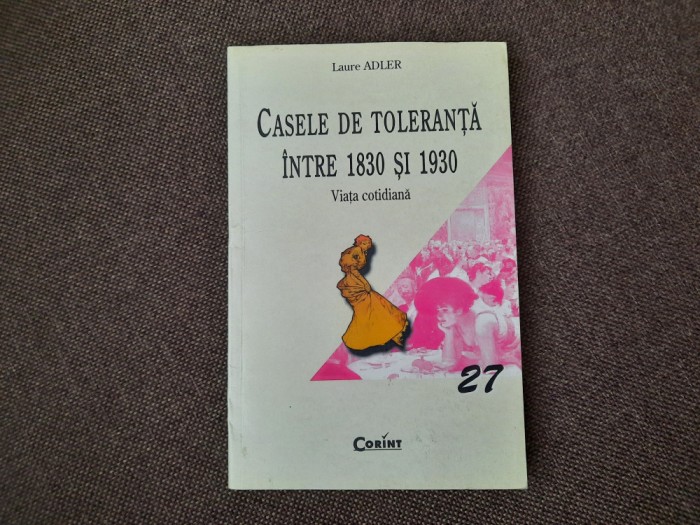 Laure ADLER
CASELE DE TOLERANȚĂ
ÎNTRE 1830 ȘI 1930
Viața cotidiană
27
CORINT